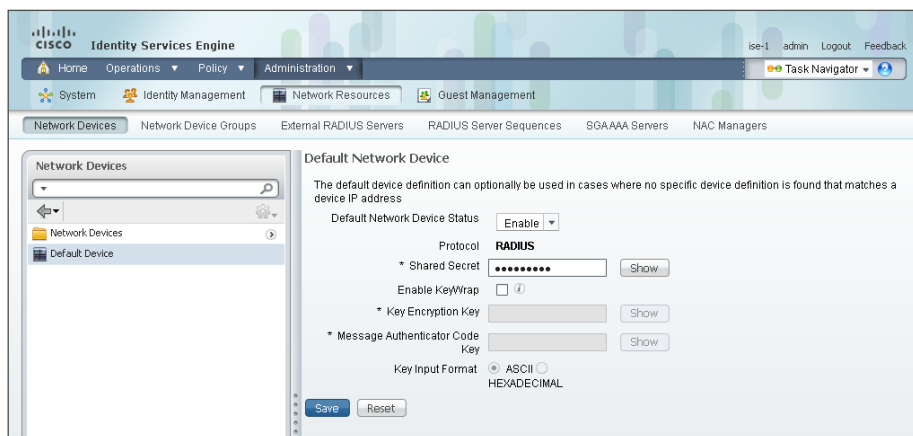 CISCO Identity Services Engine
ise-1 admin Logout Feedback
Home Operations Policy Administration
Task Navigator
System Identity Management Network Resources Guest Management
Network Devices Network Device Groups External RADIUS Servers RADIUS Server Sequences SGA AAA Servers NAC Managers
Network Devices
Network Devices
Default Device
Default Network Device
The default device definition can optionally be used in cases where no specific device definition is found that matches a
device IP address
Default Network Device Status Enable
Protocol RADIUS
* Shared Secret ●●●●●●●●● Show
Enable KeyWrap i
* Key Encryption Key Show
* Message Authenticator Code
Key Show
Key Input Format ASCII
HEXADECIMAL
Save Reset